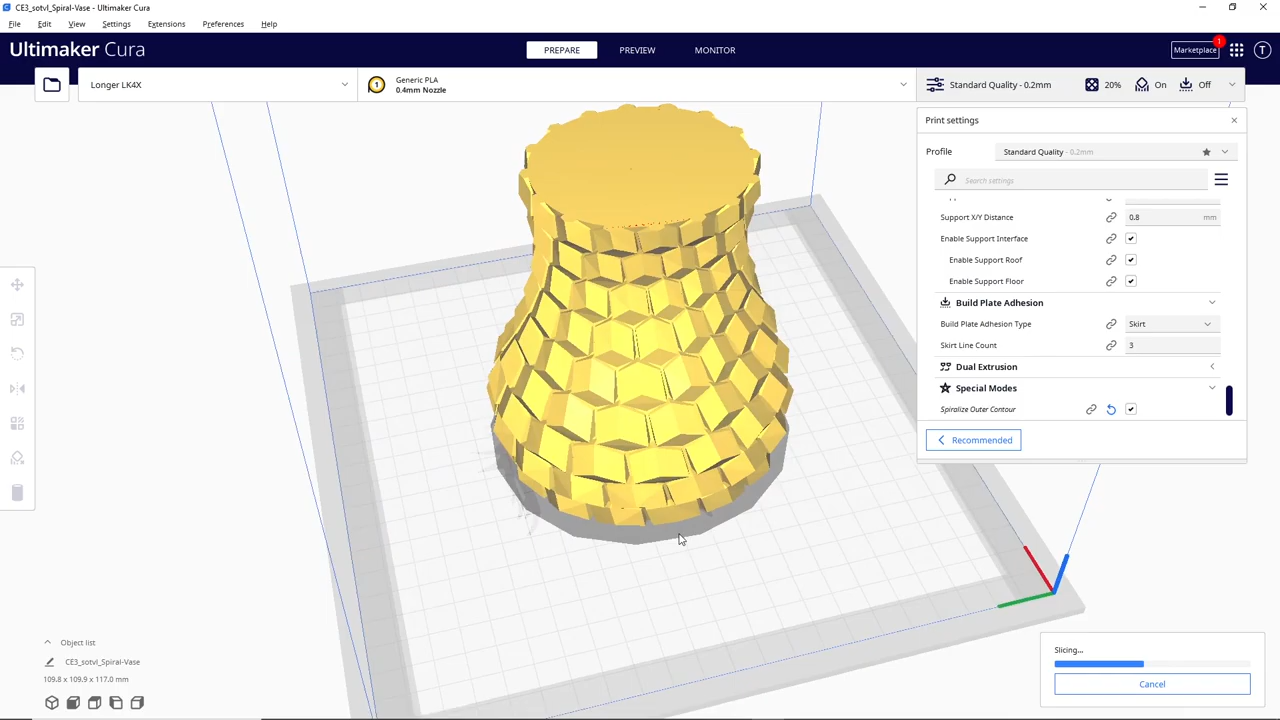 CE3_sotvl_Spiral-Vase - Ultimaker Cura
File Edit View Settings Extensions Preferences Help
Ultimaker Cura
PREPARE PREVIEW MONITOR
Marketplace 1 T
Longer LK4X
1 Generic PLA
0.4mm Nozzle
Standard Quality - 0.2mm 20% On Off
Print settings
Profile Standard Quality - 0.2mm
Search settings
Support X/Y Distance 0.8 mm
Enable Support Interface
Enable Support Roof
Enable Support Floor
Build Plate Adhesion
Build Plate Adhesion Type Skirt
Skirt Line Count 3
Dual Extrusion
Special Modes
Spiralize Outer Contour
Recommended
Object list
CE3_sotvl_Spiral-Vase
109.8 x 109.9 x 117.0 mm
Slicing...
Cancel